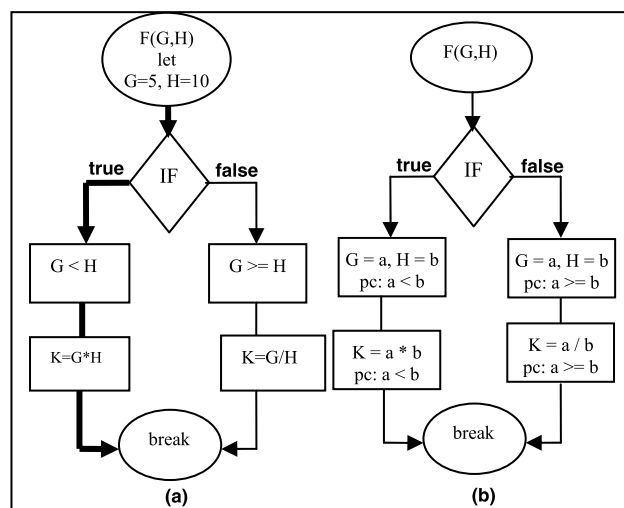 F(G,H)
let
G=5, H=10
true
IF
false
G < H
G >= H
K=G*H
K=G/H
break
(a)
F(G,H)
true
IF
false
G = a, H = b
pc: a < b
G = a, H = b
pc: a >= b
K = a * b
pc: a < b
K = a / b
pc: a >= b
break
(b)